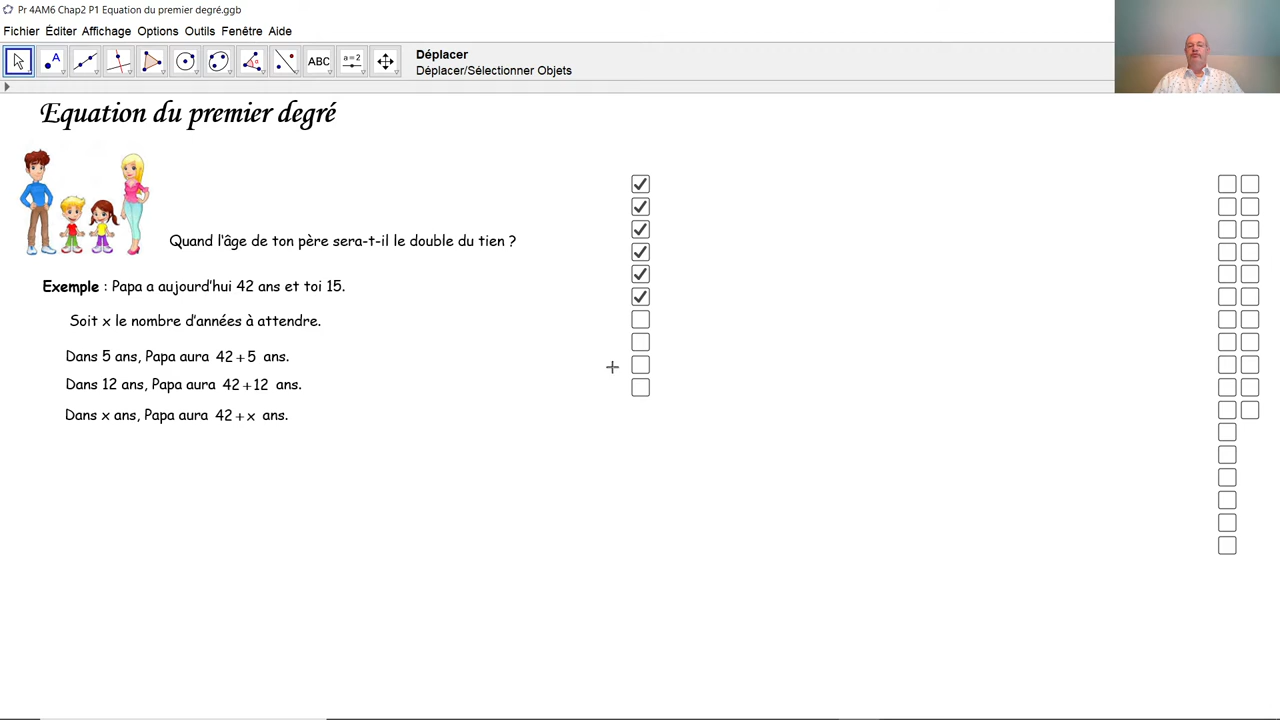 Pr 4AM6 Chap2 P1 Equation du premier degré.ggb
Fichier Éditer Affichage Options Outils Fenêtre Aide
A ABC a=2 Déplacer
Déplacer/Sélectionner Objets
Equation du premier degré
Quand l'âge de ton père sera-t-il le double du tien ?
Exemple : Papa a aujourd'hui 42 ans et toi 15.
Soit x le nombre d'années à attendre.
Dans 5 ans, Papa aura 42+5 ans.
Dans 12 ans, Papa aura 42+12 ans.
Dans x ans, Papa aura 42+x ans.